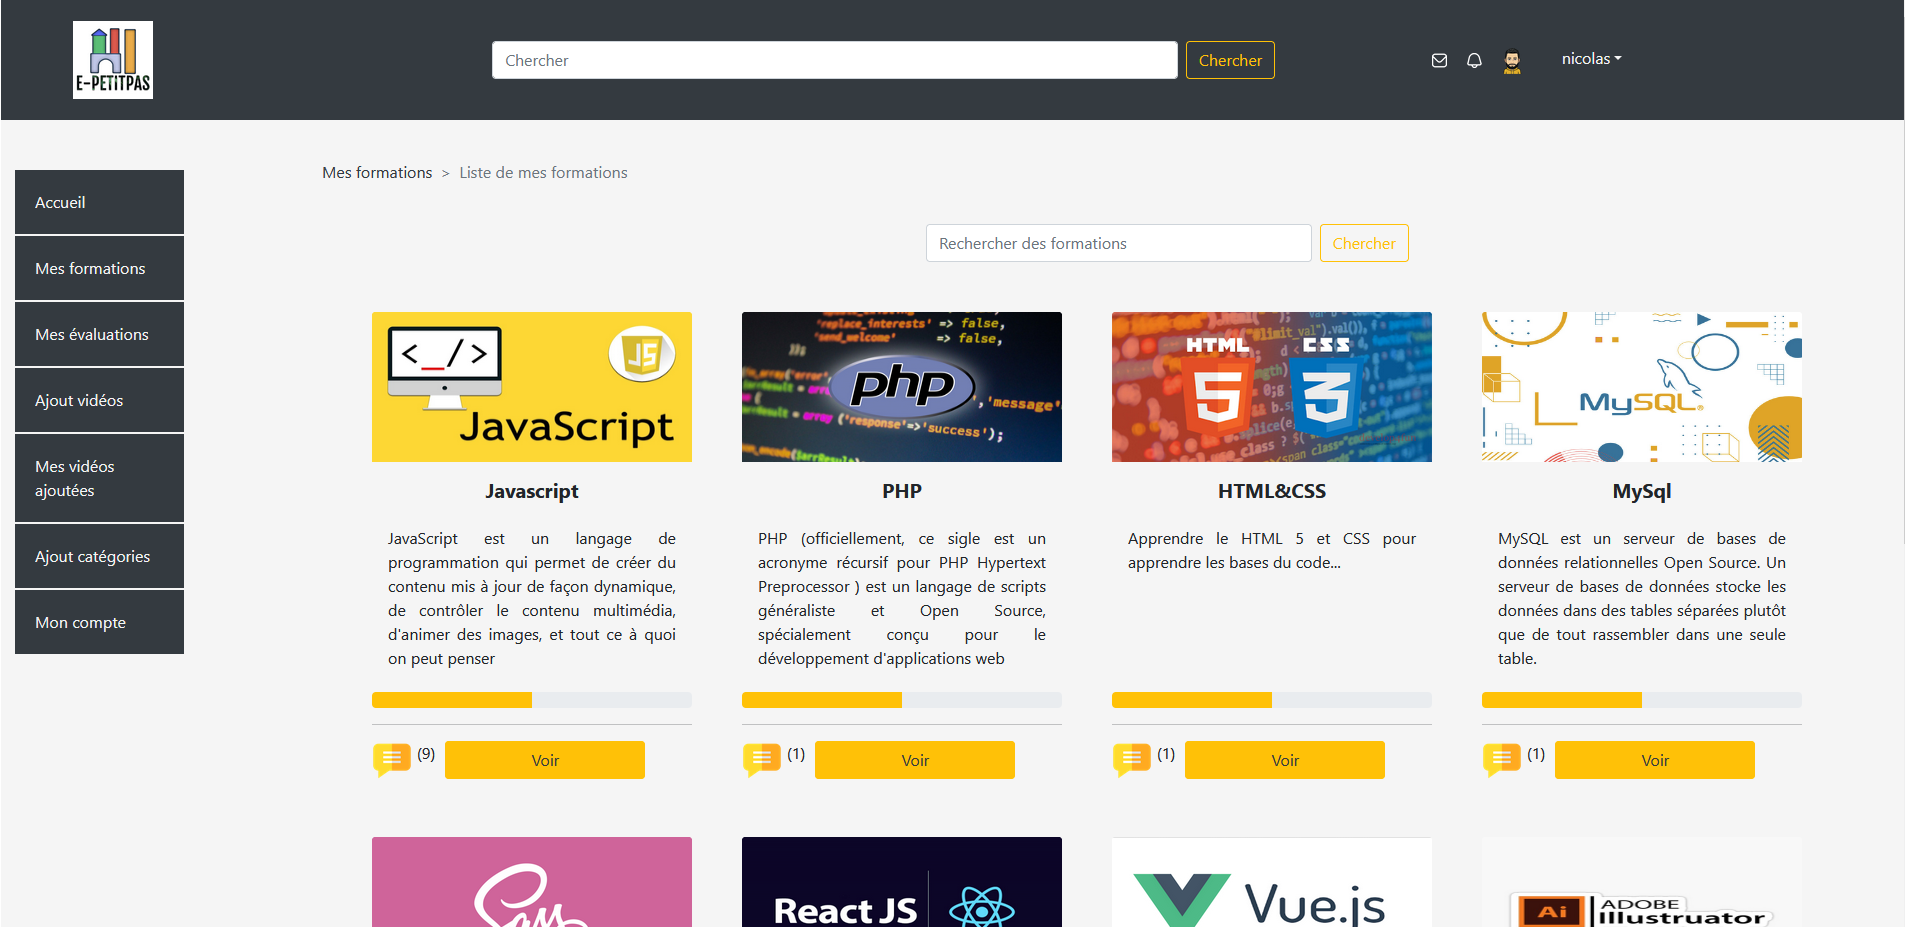 E-PETITPAS
Chercher
Chercher
nicolas
Mes formations > Liste de mes formations
Accueil
Mes formations
Mes évaluations
Ajout vidéos
Mes vidéos
ajoutées
Ajout catégories
Mon compte
Rechercher des formations
Chercher
<_/>
JS
JavaScript
Javascript
JavaScript est un langage de
programmation qui permet de créer du
contenu mis à jour de façon dynamique,
de contrôler le contenu multimédia,
d'animer des images, et tout ce à quoi
on peut penser
(9)
Voir
'replace_interests' => false,
'send_welcome' => false,
php
,'message'
('response'=>'success');
PHP
PHP (officiellement, ce sigle est un
acronyme récursif pour PHP Hypertext
Preprocessor ) est un langage de scripts
généraliste et Open Source,
spécialement conçu pour le
développement d'applications web
(1)
Voir
HTML
5
CSS
3
HTML&CSS
Apprendre le HTML 5 et CSS pour
apprendre les bases du code...
(1)
Voir
MySQL®
MySql
MySQL est un serveur de bases de
données relationnelles Open Source. Un
serveur de bases de données stocke les
données dans des tables séparées plutôt
que de tout rassembler dans une seule
table.
(1)
Voir
Sass
React JS
Vue.js
Ai
ADOBE
Illustruator